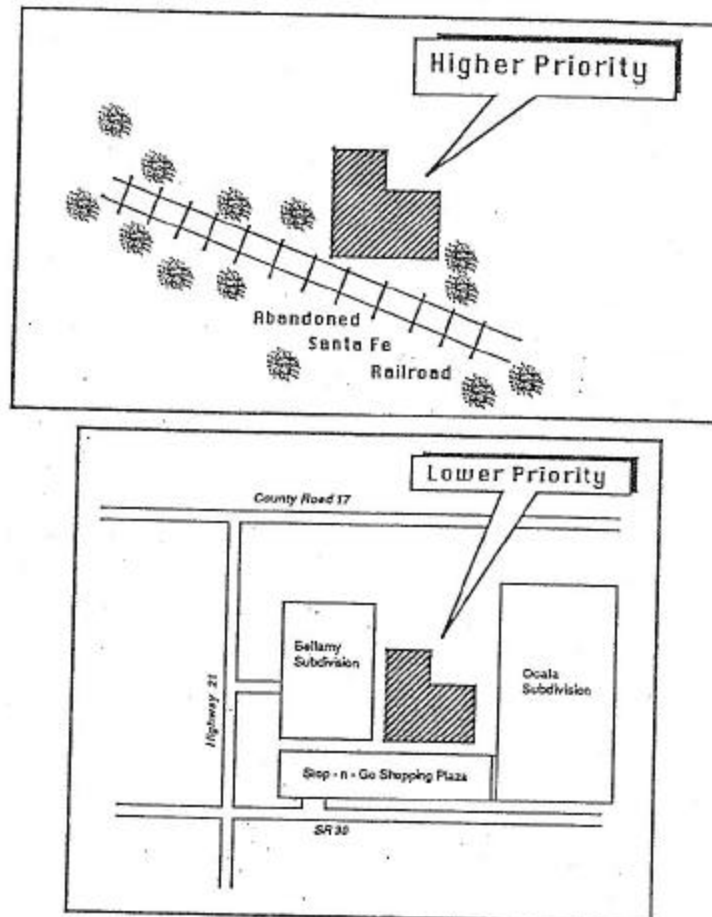 Higher Priority
Abandoned
Santa Fe
Railroad
Lower Priority
County Road 17
Bellamy
Subdivision
Ocala
Subdivision
Highway 21
Stop - n - Go Shopping Plaza
SR 30